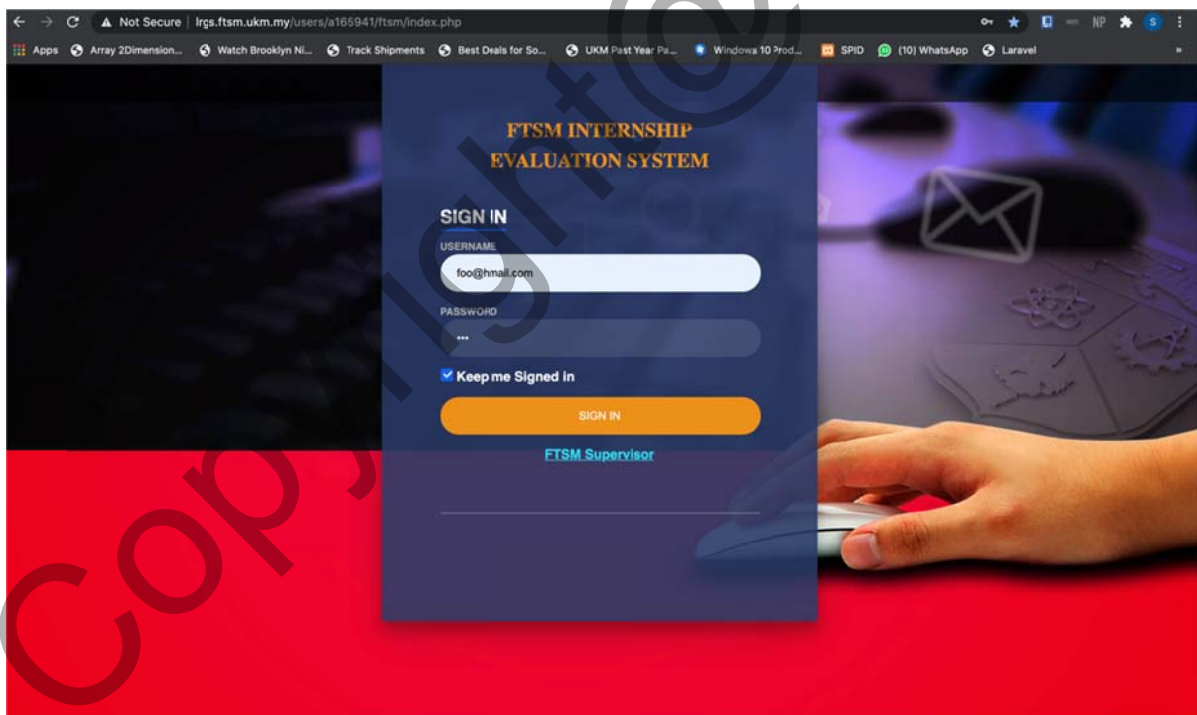 Not Secure | lrgs.ftsm.ukm.my/users/a165941/ftsm/index.php
NP
S
Apps
Array 2Dimension...
Watch Brooklyn Ni...
Track Shipments
Best Deals for So...
UKM Past Year Pa...
Windows 10 Prod...
SPID
(10) WhatsApp
Laravel
»
FTSM INTERNSHIP
EVALUATION SYSTEM
SIGN IN
USERNAME
foo@hmail.com
PASSWORD
Keep me Signed in
SIGN IN
FTSM Supervisor
Copyright@